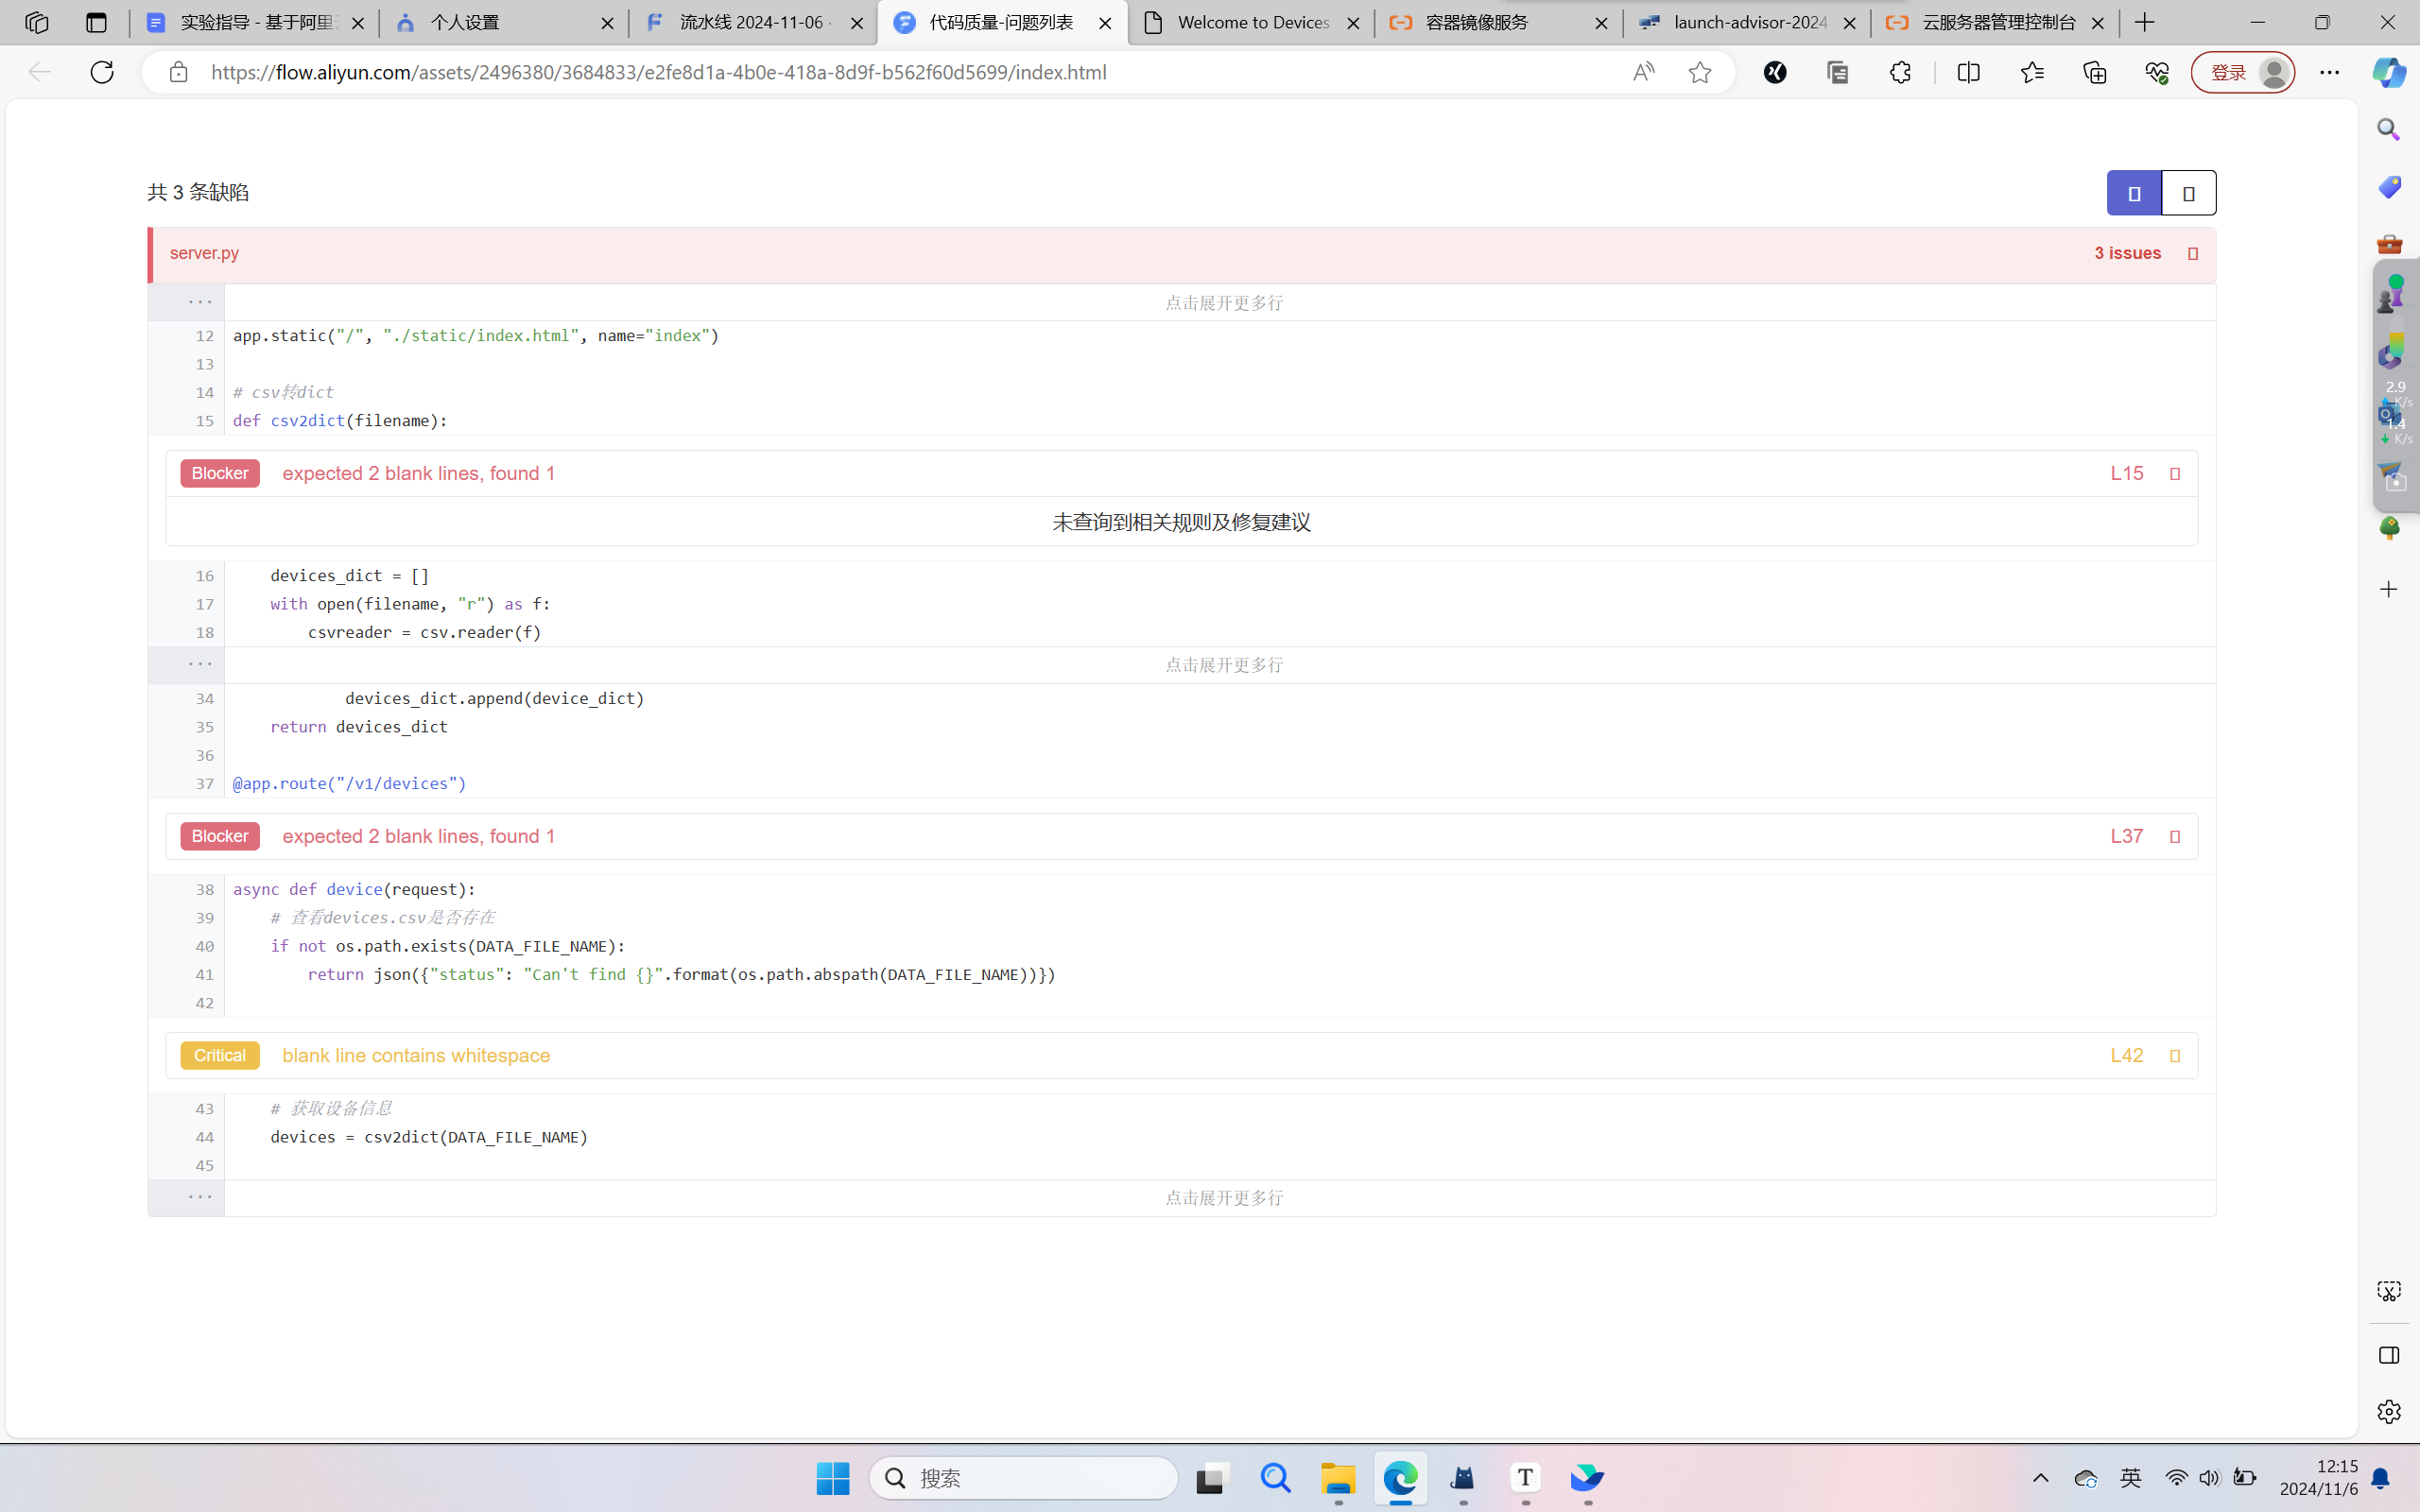 实验指导 - 基于阿里
个人设置
流水线 2024-11-06 ·
代码质量-问题列表
Welcome to Devices
容器镜像服务
launch-advisor-2024
云服务器管理控制台
https://flow.aliyun.com/assets/2496380/3684833/e2fe8d1a-4b0e-418a-8d9f-b562f60d5699/index.html
登录
共 3 条缺陷
server.py 3 issues
... 点击展开更多行
12 app.static("/", "./static/index.html", name="index")
13
14 # csv转dict
15 def csv2dict(filename):
Blocker expected 2 blank lines, found 1 L15
未查询到相关规则及修复建议
16 devices_dict = []
17 with open(filename, "r") as f:
18 csvreader = csv.reader(f)
... 点击展开更多行
34 devices_dict.append(device_dict)
35 return devices_dict
36
37 @app.route("/v1/devices")
Blocker expected 2 blank lines, found 1 L37
38 async def device(request):
39 # 查看devices.csv是否存在
40 if not os.path.exists(DATA_FILE_NAME):
41 return json({"status": "Can't find {}".format(os.path.abspath(DATA_FILE_NAME))})
42
Critical blank line contains whitespace L42
43 # 获取设备信息
44 devices = csv2dict(DATA_FILE_NAME)
45
... 点击展开更多行
2.9
K/s
1.4
K/s
搜索
英
12:15
2024/11/6